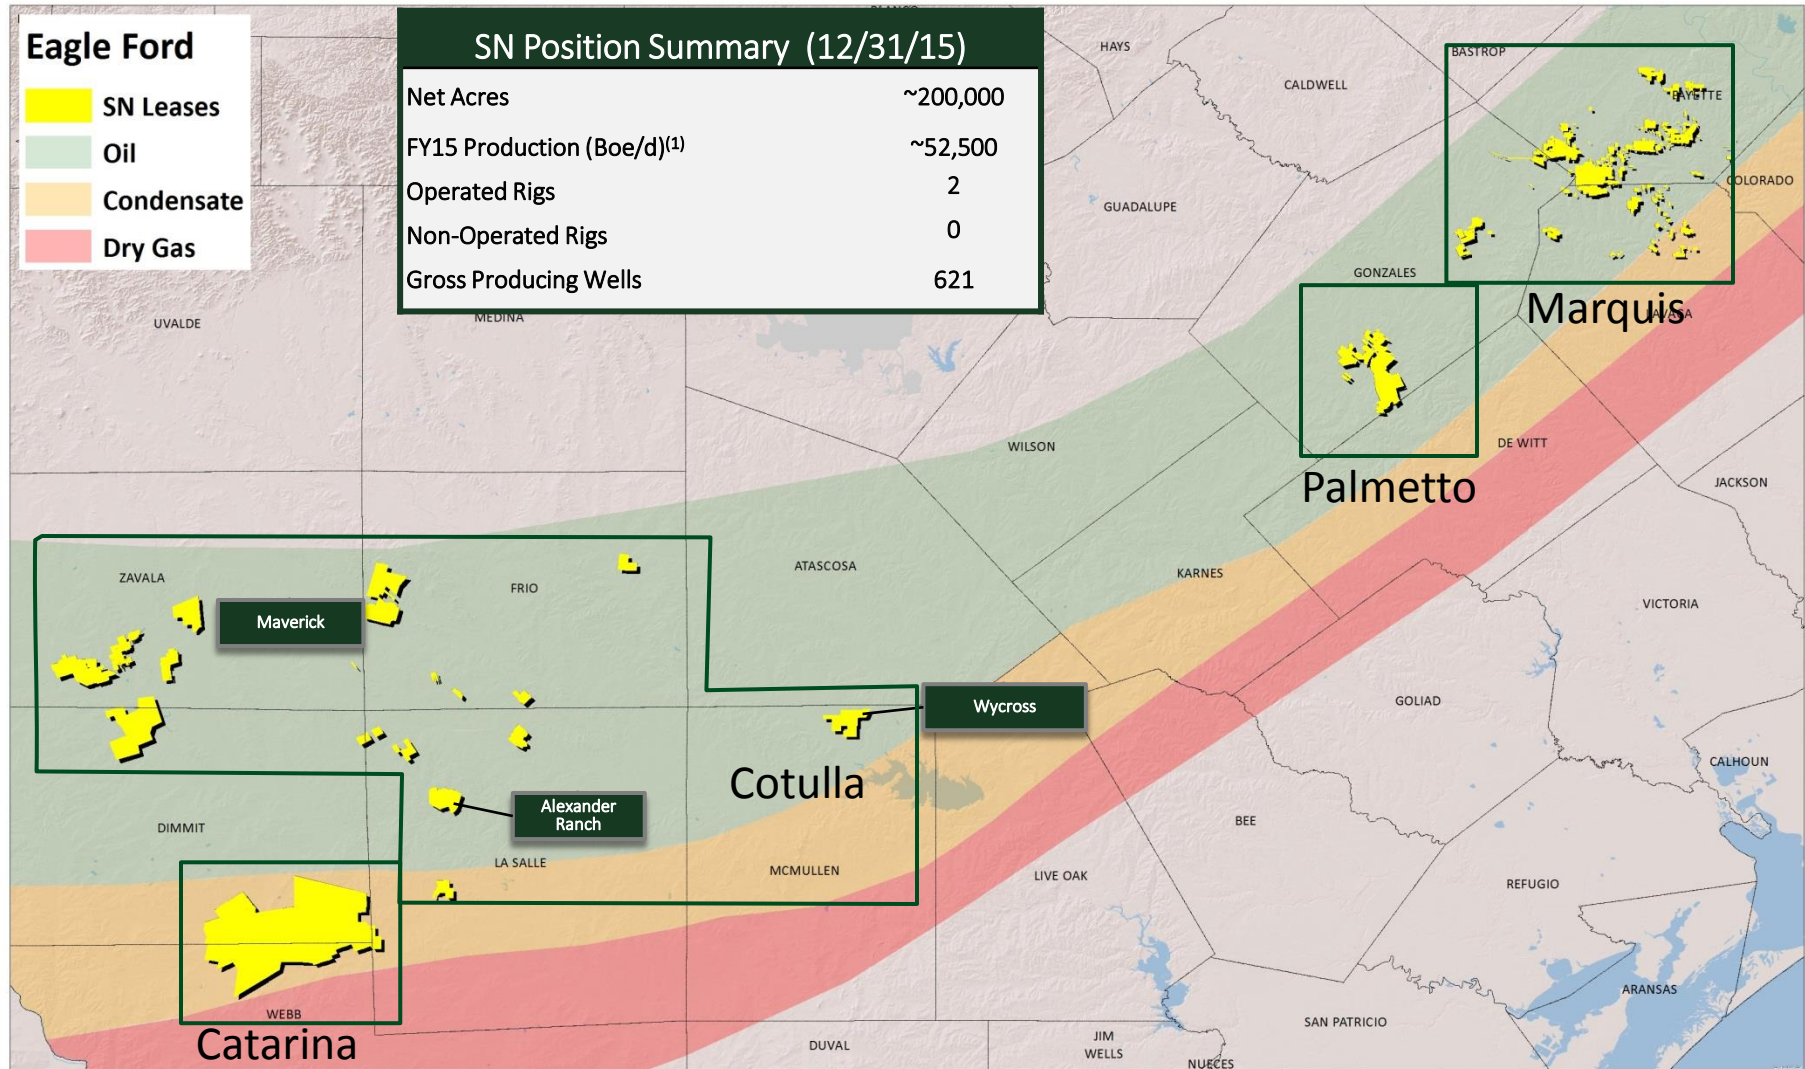 Eagle Ford
SN Leases
Oil
Condensate
Dry Gas
SN Position Summary (12/31/15)
Net Acres ~200,000
FY15 Production (Boe/d)(1) ~52,500
Operated Rigs 2
Non-Operated Rigs 0
Gross Producing Wells 621
HAYS
BASTROP
CALDWELL
FAYETTE
COLORADO
GUADALUPE
GONZALES
Marquis
LAVACA
UVALDE
MEDINA
WILSON
DE WITT
Palmetto
JACKSON
ZAVALA
FRIO
ATASCOSA
KARNES
VICTORIA
Maverick
Wycross
GOLIAD
CALHOUN
Cotulla
Alexander
Ranch
DIMMIT
LA SALLE
MCMULLEN
BEE
LIVE OAK
REFUGIO
ARANSAS
WEBB
Catarina
SAN PATRICIO
DUVAL
JIM
WELLS
NUECES